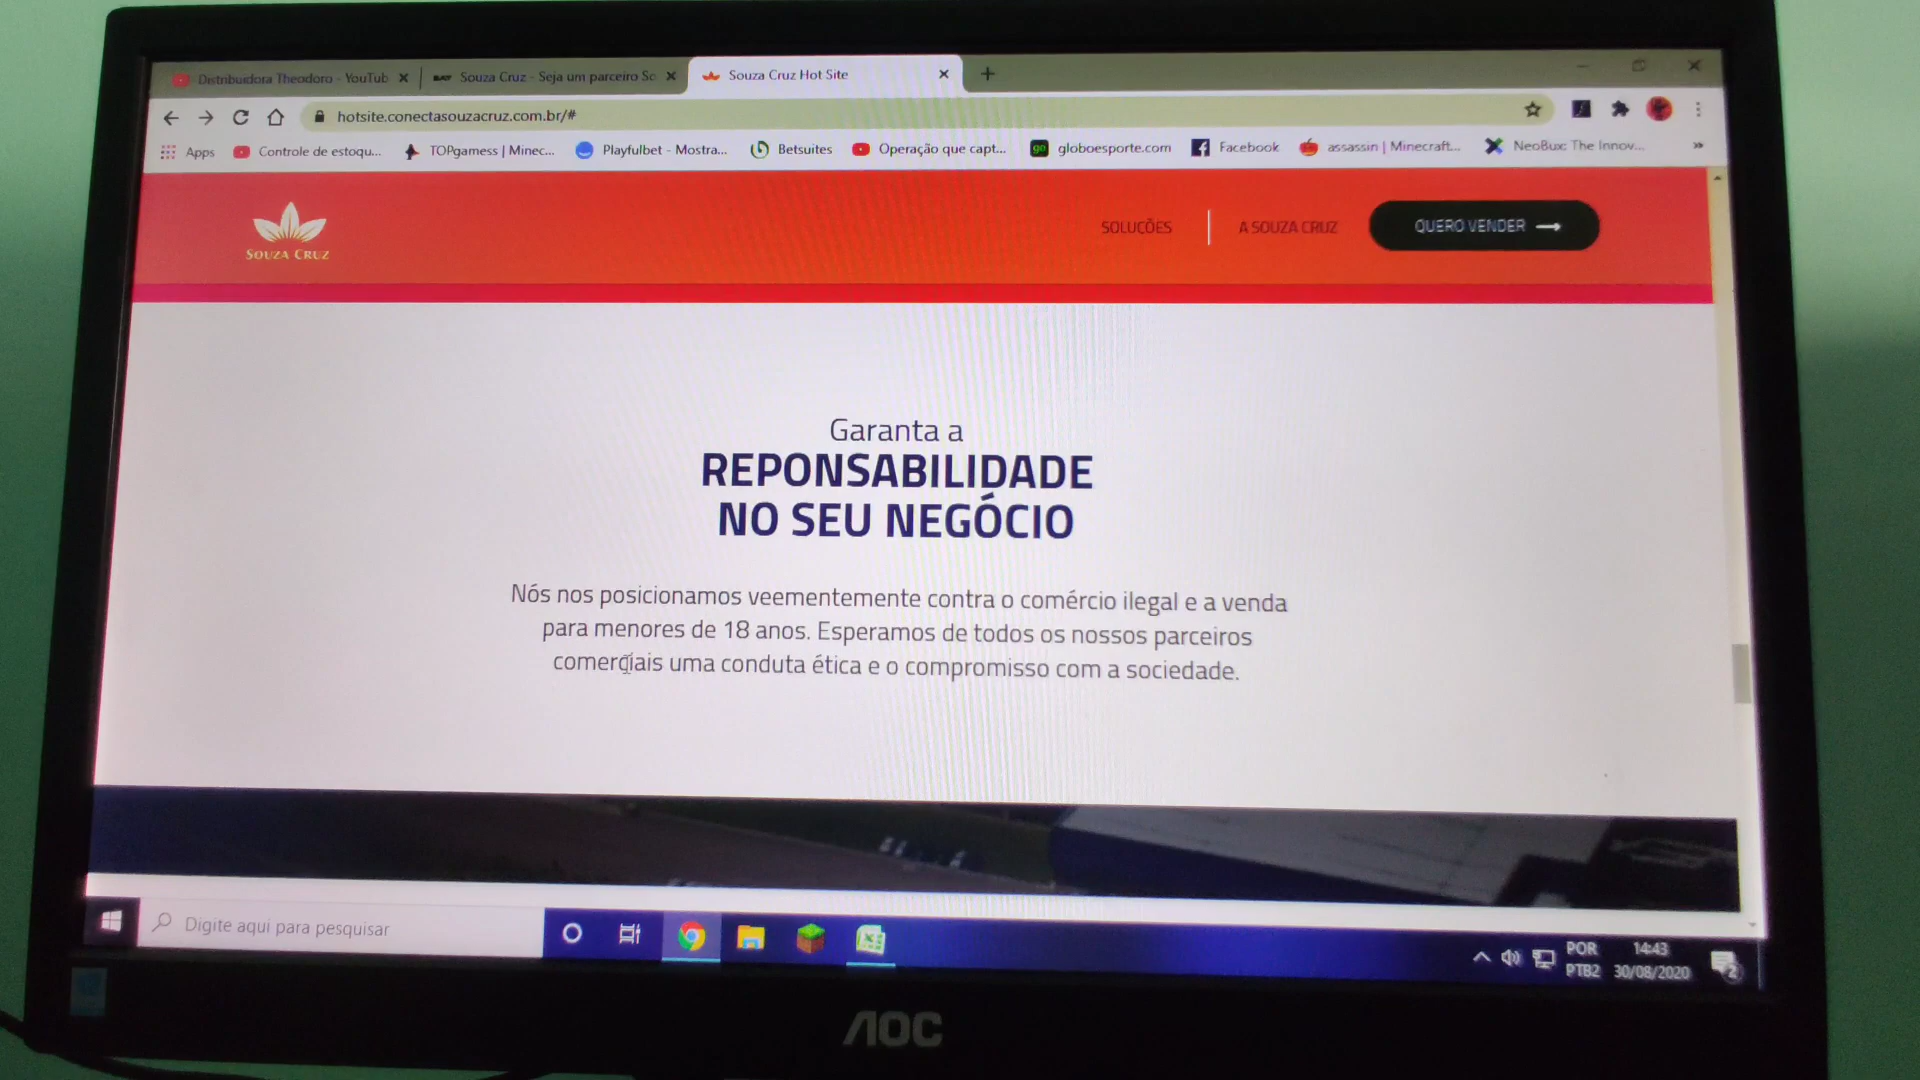 Distribuidora Theodoro - YouTub
Souza Cruz - Seja um parceiro So
Souza Cruz Hot Site
hotsite.conectasouzacruz.com.br/#
Apps
Controle de estoqu...
TOPgamess | Minec...
Playfulbet - Mostra...
Betsuites
Operação que capt...
globoesporte.com
Facebook
assassin | Minecraft...
NeoBux: The Innov...
SOUZA CRUZ
SOLUÇÕES
A SOUZA CRUZ
QUERO VENDER
Garanta a
REPONSABILIDADE
NO SEU NEGÓCIO
Nós nos posicionamos veementemente contra o comércio ilegal e a venda
para menores de 18 anos. Esperamos de todos os nossos parceiros
comerciais uma conduta ética e o compromisso com a sociedade.
Digite aqui para pesquisar
POR
PTB2
14:43
30/08/2020
2
AOC